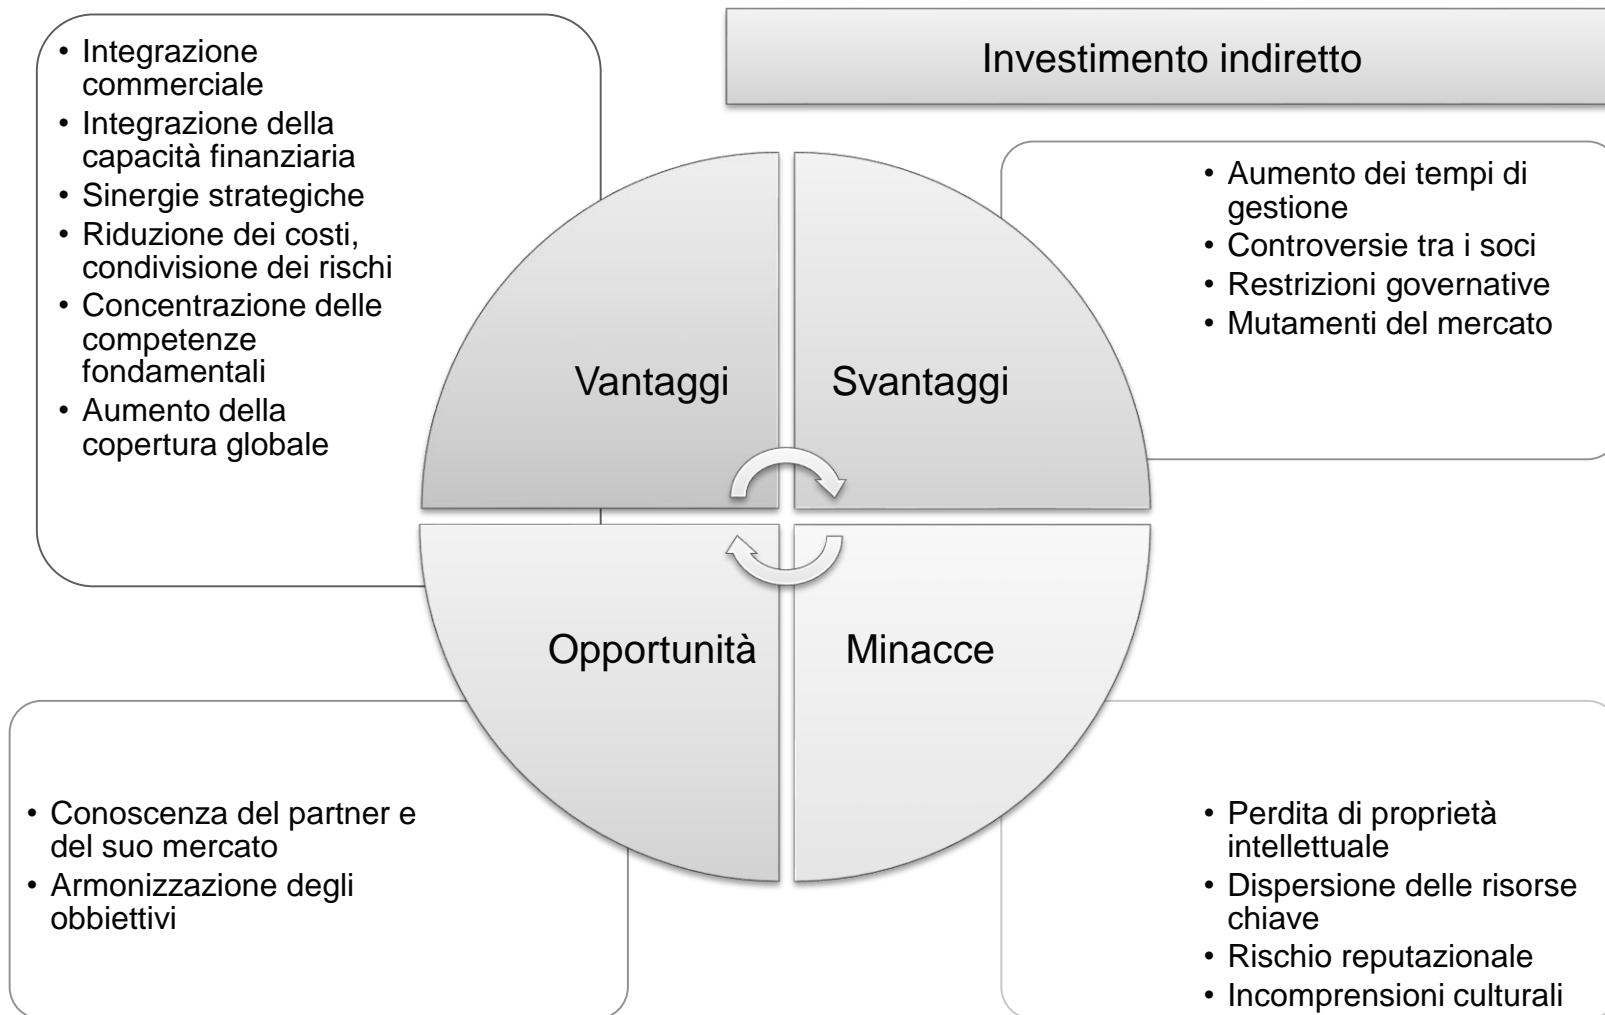 Investimento indiretto
• Integrazione
commerciale
• Integrazione della
capacità finanziaria
• Sinergie strategiche
• Riduzione dei costi,
condivisione dei rischi
• Concentrazione delle
competenze
fondamentali
• Aumento della
copertura globale
• Aumento dei tempi di
gestione
• Controversie tra i soci
• Restrizioni governative
• Mutamenti del mercato
Vantaggi
Svantaggi
Opportunità
Minacce
• Conoscenza del partner e
del suo mercato
• Armonizzazione degli
obbiettivi
• Perdita di proprietà
intellettuale
• Dispersione delle risorse
chiave
• Rischio reputazionale
• Incomprensioni culturali